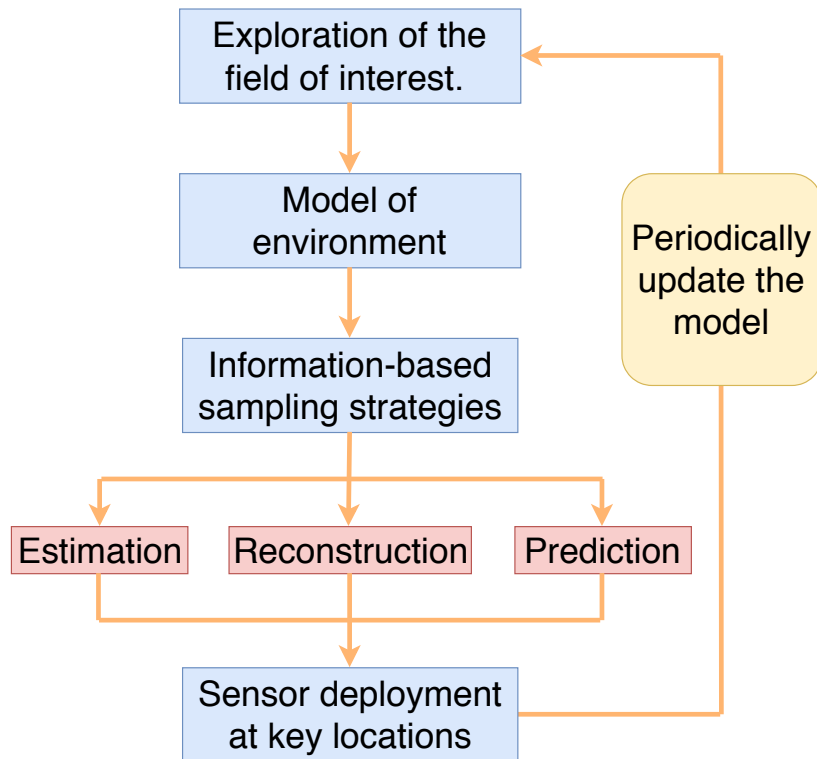 Exploration of the
field of interest.
Model of
environment
Periodically
update the
model
Information-based
sampling strategies
Estimation
Reconstruction
Prediction
Sensor deployment
at key locations